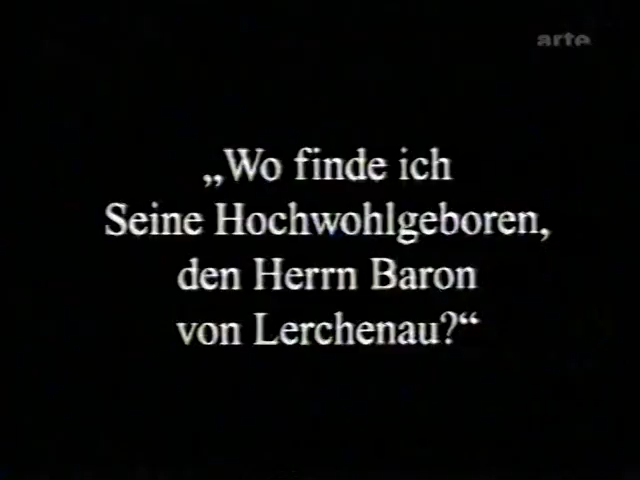 arte
„Wo finde ich
Seine Hochwohlgeboren,
den Herrn Baron
von Lerchenau?“